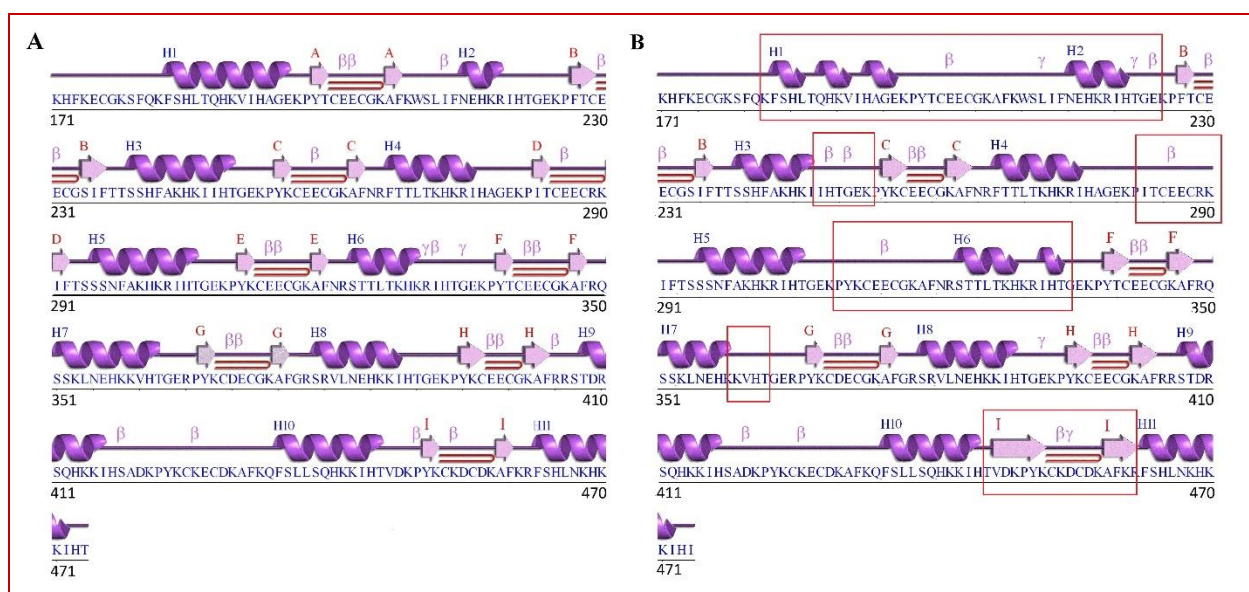 A
H1 A ββ A β H2 B β
KHFKECGKSFQKFSHLTQHKVIHAGEKPYTCEECGKAFKWSLIFNEHKRIHTGEKPFTCE
171 230
β B H3 C β C H4 D β
ECGSIFTTSSHFAKHKIIHTGEKPYKCEECGKAFNRFTTLTKHKRIHAGEKPITCEECRK
231 290
D H5 E ββ E H6 γβ γ F ββ F
IFTSSSNFAKHKRIHTGEKPYKCEECGKAFNRSTTLTKHKRIHTGEKPYTCEECGKAFRQ
291 350
H7 G ββ G H8 H ββ H β H9
SSKLNEHKKVHTGERPYKCDECGKAFGRSRVLNEHKKIHTGEKPYKCEECGKAFRRSTDR
351 410
β β H10 β I β I H11
SQHKKIHSADKPYKCKECDKAFKQFSLLSQHKKIHTVDKPYKCKDCDKAFKRFSHLNKHK
411 470
KIHT
471
B
H1 β γ H2 γ B β
KHFKECGKSFQKFSHLTQHKVIHAGEKPYTCEECGKAFKWSLIFNEHKRIHTGEKPFTCE
171 230
β B H3 β β C ββ C H4 β
ECGSIFTTSSHFAKHKIIHTGEKPYKCEECGKAFNRFTTLTKHKRIHAGEKPITCEECRK
231 290
H5 β H6 F ββ F
IFTSSSNFAKHKRIHTGEKPYKCEECGKAFNRSTTLTKHKRIHTGEKPYTCEECGKAFRQ
291 350
H7 G ββ G H8 γ H ββ H H9
SSKLNEHKKVHTGERPYKCDECGKAFGRSRVLNEHKKIHTGEKPYKCEECGKAFRRSTDR
351 410
β β H10 I βγ I H11
SQHKKIHSADKPYKCKECDKAFKQFSLLSQHKKIHTVDKPYKCKDCDKAFKRFSHLNKHK
411 470
KIHI
471